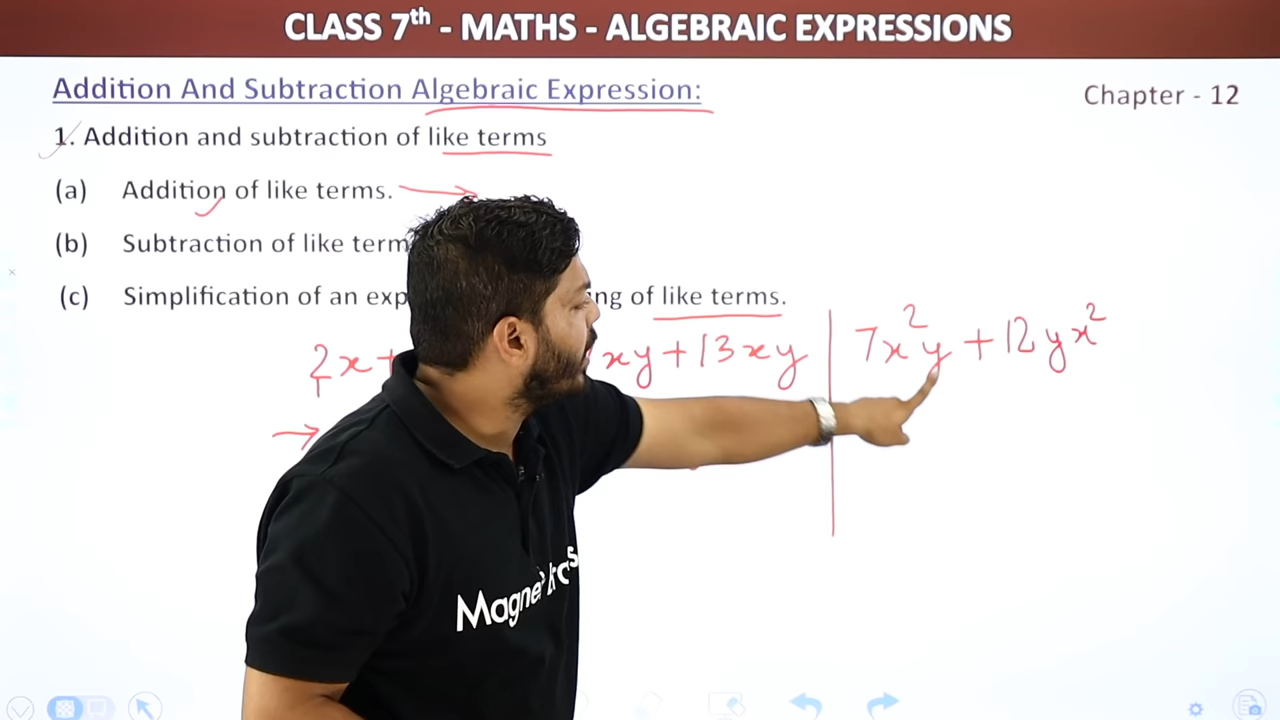 CLASS 7th - MATHS - ALGEBRAIC EXPRESSIONS
Addition And Subtraction Algebraic Expression:
Chapter - 12
1. Addition and subtraction of like terms
(a) Addition of like terms.
(b) Subtraction of like term
(c) Simplification of an exp ng of like terms.
2x+ xy+13xy
7x²y+12yx²
Magne